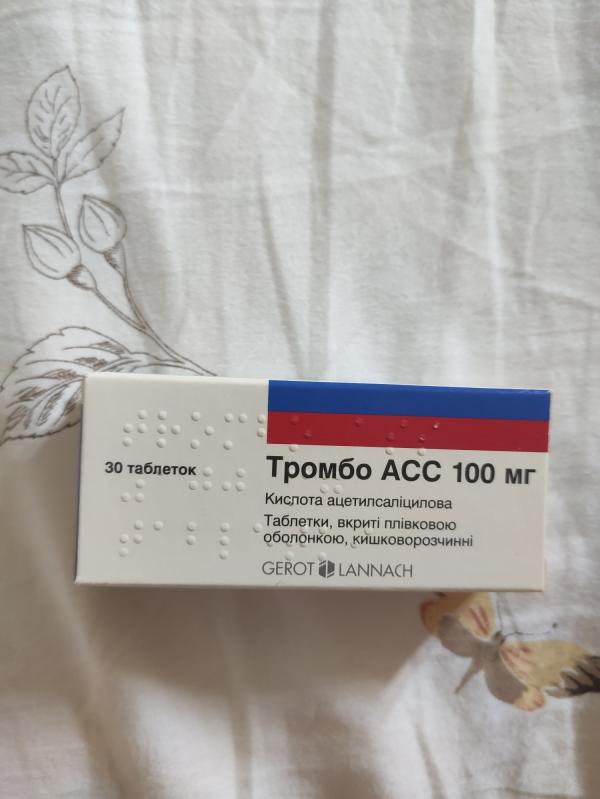 30 таблеток
Тромбо АСС 100 мг
Кислота ацетилсаліцилова
Таблетки, вкриті плівковою
оболонкою, кишковорозчинні
GEROT LANNACH